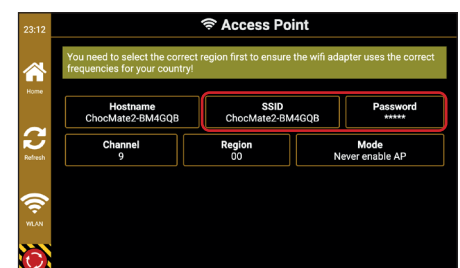 23:12
Access Point
You need to select the correct region first to ensure the wifi adapter uses the correct
frequencies for your country!
Home
Hostname
ChocMate2-BM4GQB
SSID
ChocMate2-BM4GQB
Password
*****
Refresh
Channel
9
Region
00
Mode
Never enable AP
WLAN